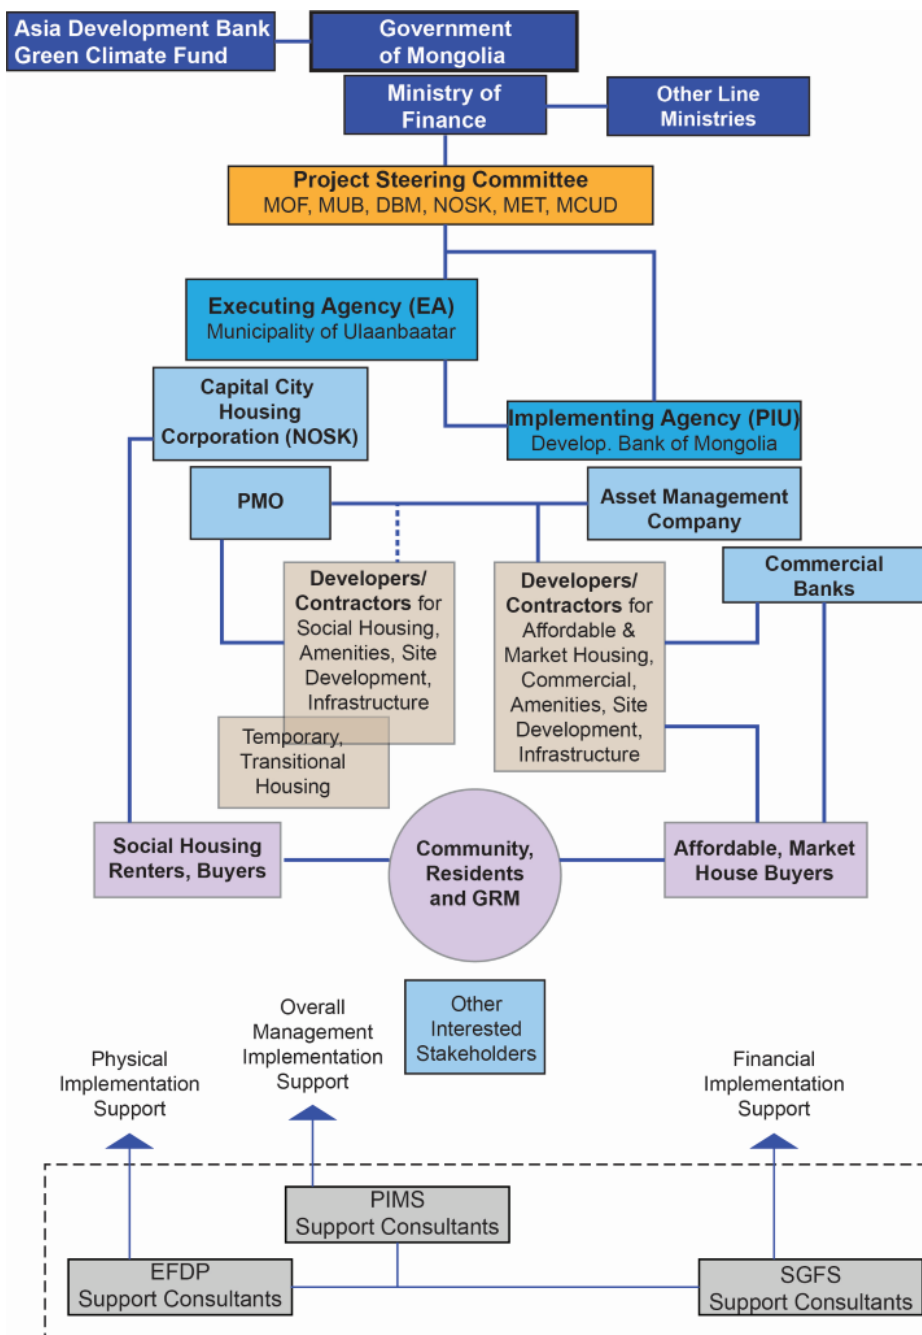 Asia Development Bank
Green Climate Fund
Government
of Mongolia
Ministry of
Finance
Other Line
Ministries
Project Steering Committee
MOF, MUB, DBM, NOSK, MET, MCUD
Executing Agency (EA)
Municipality of Ulaanbaatar
Capital City
Housing
Corporation (NOSK)
Implementing Agency (PIU)
Develop. Bank of Mongolia
PMO
Asset Management
Company
Commercial
Banks
Developers/
Contractors for
Social Housing,
Amenities, Site
Development,
Infrastructure
Developers/
Contractors for
Affordable &
Market Housing,
Commercial,
Amenities, Site
Development,
Infrastructure
Temporary,
Transitional
Housing
Social Housing
Renters, Buyers
Community,
Residents
and GRM
Affordable, Market
House Buyers
Other
Interested
Stakeholders
Physical
Implementation
Support
Overall
Management
Implementation
Support
Financial
Implementation
Support
PIMS
Support Consultants
EFDP
Support Consultants
SGFS
Support Consultants